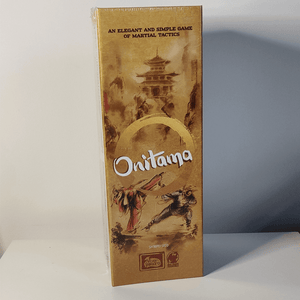 AN ELEGANT AND SIMPLE GAME
OF MARTIAL TACTICS
Onitama